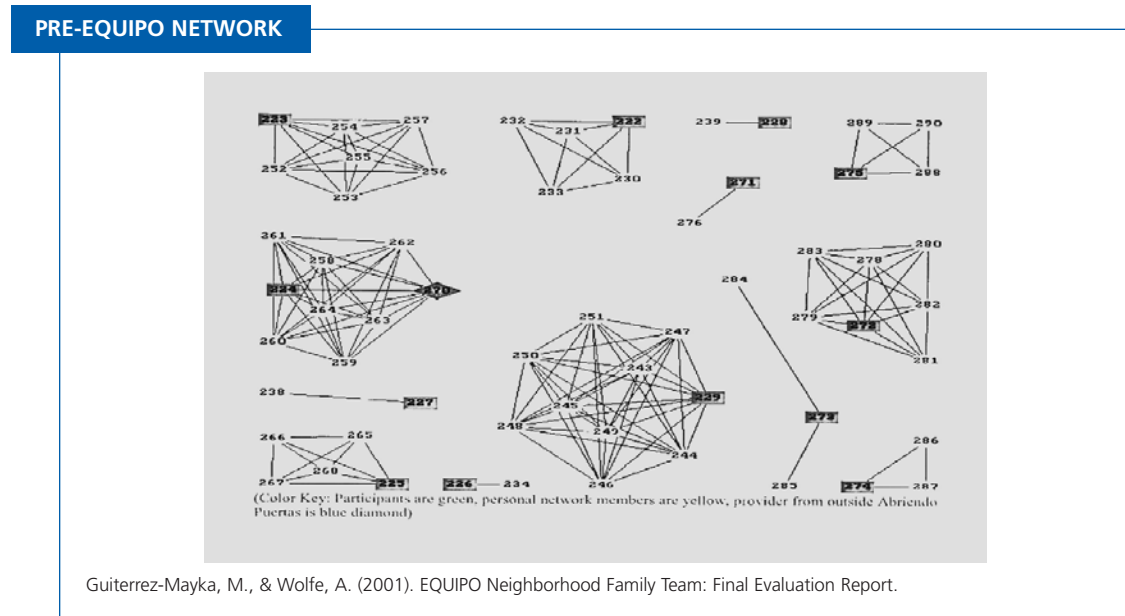 PRE-EQUIPO NETWORK
223 257 232 222 239 228 289 290
254 231
255
252 256 230 275 288
253 233 271
276
261 262 283 280
258 278
284
224 270
264 263 279 282
272
251
260 247
259 250 281
243
238 227 245 229
273
248 249
266 265 286
244
268
267 225 226 234 246 285 274 287
(Color Key: Participants are green, personal network members are yellow, provider from outside Abriendo
Puertas is blue diamond)
Guiterrez-Mayka, M., & Wolfe, A. (2001). EQUIPO Neighborhood Family Team: Final Evaluation Report.